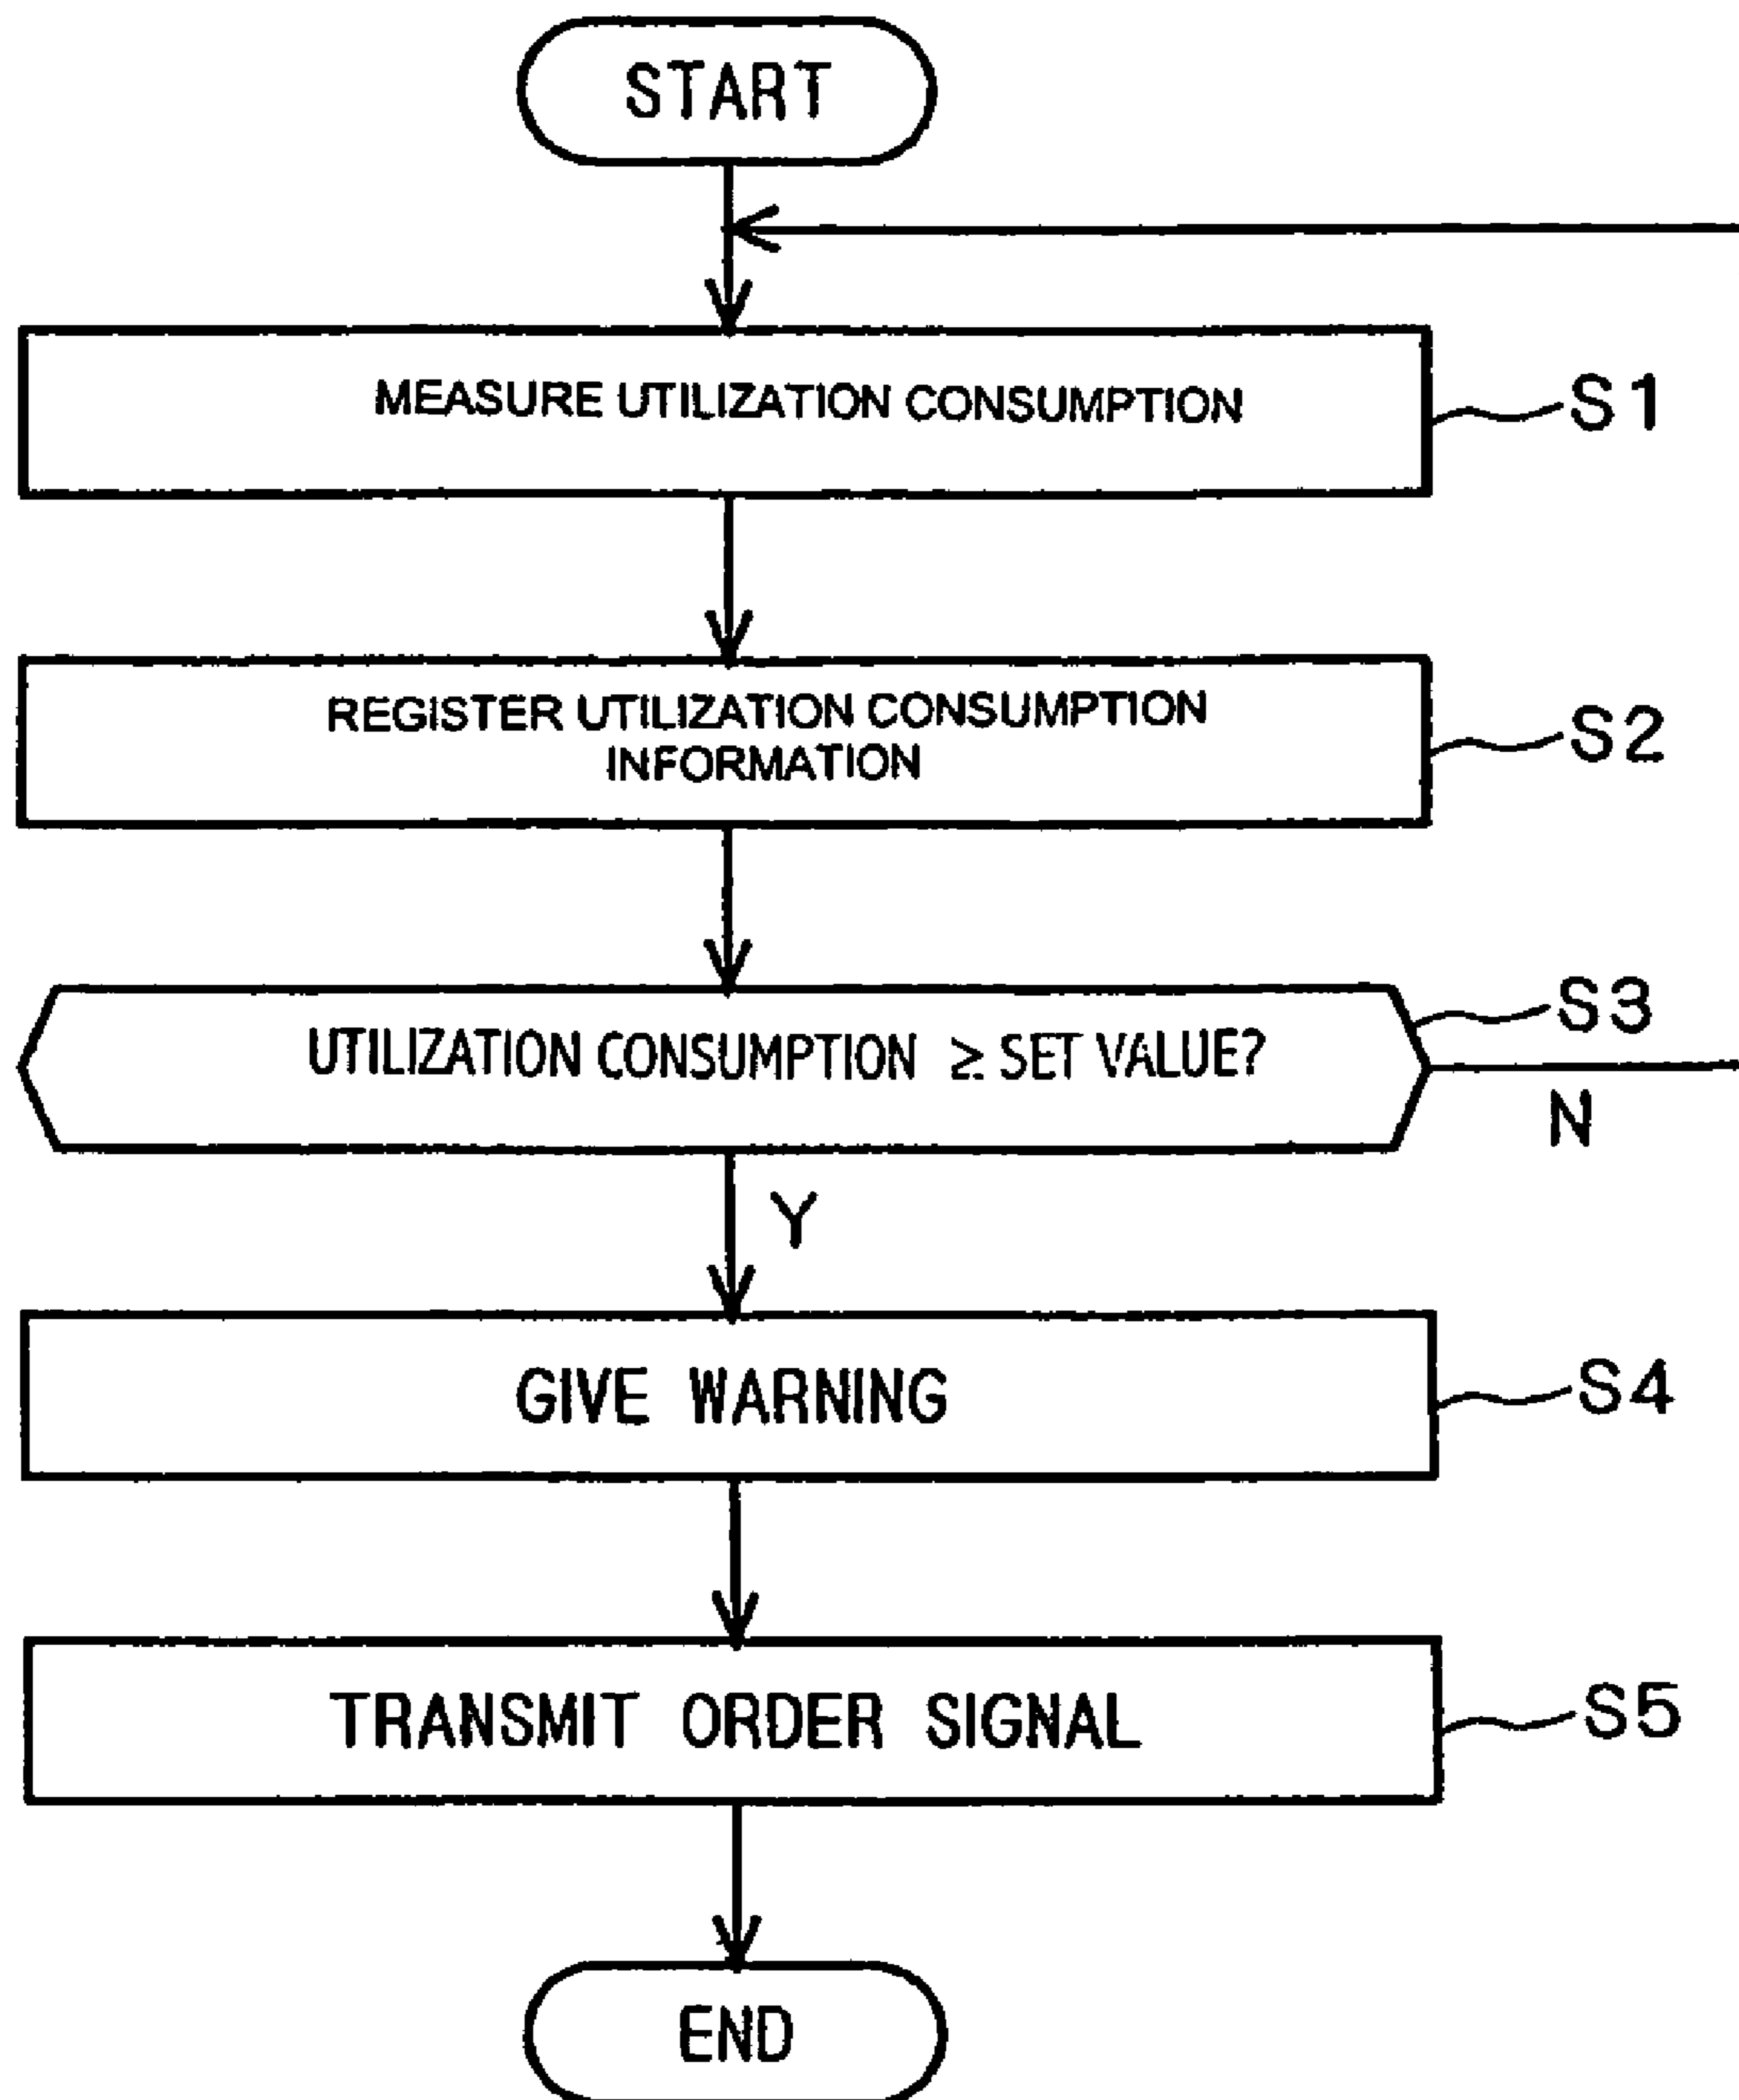 START
MEASURE UTILIZATION CONSUMPTION
S1
REGISTER UTILIZATION CONSUMPTION
INFORMATION
S2
UTILIZATION CONSUMPTION ≥ SET VALUE?
S3
N
Y
GIVE WARNING
S4
TRANSMIT ORDER SIGNAL
S5
END